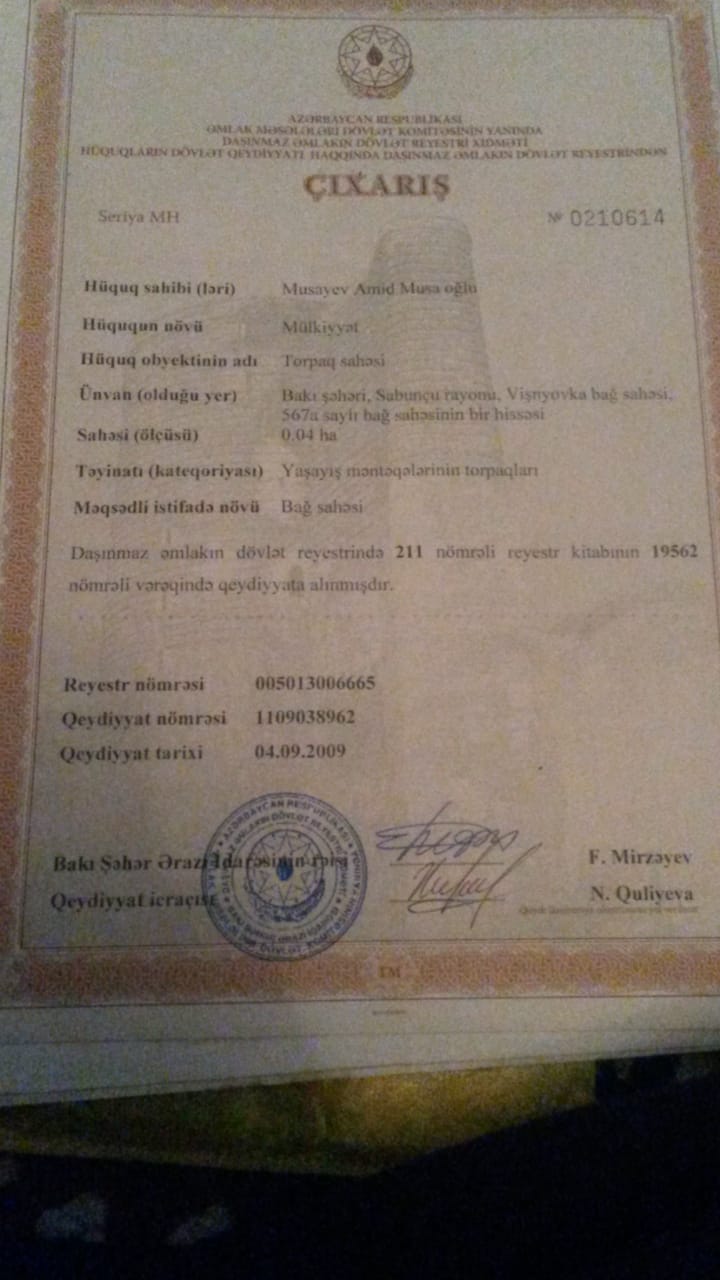 AZƏRBAYCAN RESPUBLİKASI
ƏMLAK MƏSƏLƏLƏRİ DÖVLƏT KOMİTƏSİNİN YANINDA
DAŞINMAZ ƏMLAKIN DÖVLƏT REYESTRİ XİDMƏTİ
HÜQUQLARIN DÖVLƏT QEYDİYYATI HAQQINDA DAŞINMAZ ƏMLAKIN DÖVLƏT REYESTRİNDƏN
ÇIXARIŞ
Seriya MH № 0210614
Hüquq sahibi (ləri) Musayev Amid Musa oğlu
Hüququn növü Mülkiyyət
Hüquq obyektinin adı Torpaq sahəsi
Ünvan (olduğu yer) Bakı şəhəri, Sabunçu rayonu, Vişnyovka bağ sahəsi,
567a saylı bağ sahəsinin bir hissəsi
Sahəsi (ölçüsü) 0.04 ha
Təyinatı (kateqoriyası) Yaşayış məntəqələrinin torpaqları
Məqsədli istifadə növü Bağ sahəsi
Daşınmaz əmlakın dövlət reyestrində 211 nömrəli reyestr kitabının 19562
nömrəli vərəqində qeydiyyata alınmışdır.
Reyestr nömrəsi 005013006665
Qeydiyyat nömrəsi 1109038962
Qeydiyyat tarixi 04.09.2009
Bakı Şəhər Ərazi İdarəsinin rəisi F. Mirzəyev
Qeydiyyat icraçısı N. Quliyeva
AZƏRBAYCAN RESPUBLİKASI